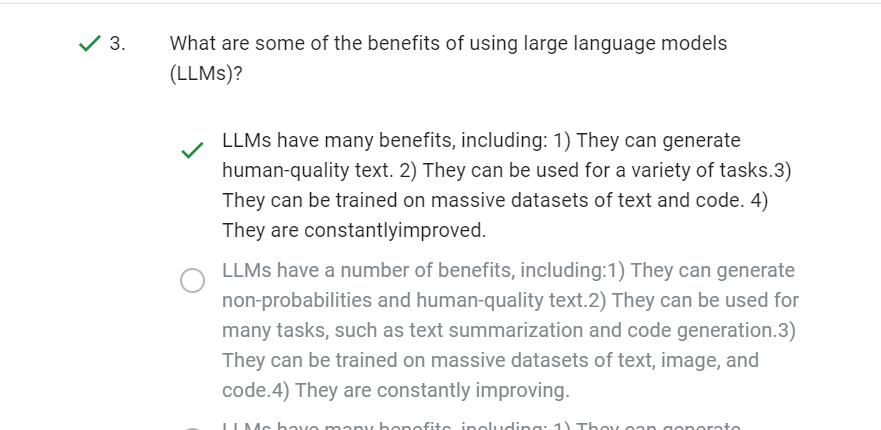 3. What are some of the benefits of using large language models
(LLMs)?
LLMs have many benefits, including: 1) They can generate
human-quality text. 2) They can be used for a variety of tasks.3)
They can be trained on massive datasets of text and code. 4)
They are constantlyimproved.
LLMs have a number of benefits, including:1) They can generate
non-probabilities and human-quality text.2) They can be used for
many tasks, such as text summarization and code generation.3)
They can be trained on massive datasets of text, image, and
code.4) They are constantly improving.
LLMs have many benefits, including: 1) They can generate